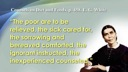 "The poor are to be
relieved, the sick cared for,
the sorrowing and
bereaved comforted, the
ignorant instructed, the
inexperienced counseled."